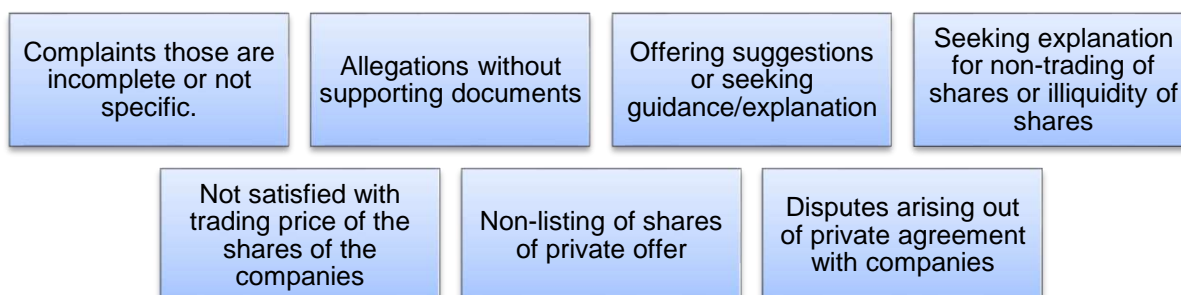 Complaints those are
incomplete or not
specific.
Allegations without
supporting documents
Offering suggestions
or seeking
guidance/explanation
Seeking explanation
for non-trading of
shares or illiquidity of
shares
Not satisfied with
trading price of the
shares of the
companies
Non-listing of shares
of private offer
Disputes arising out
of private agreement
with companies